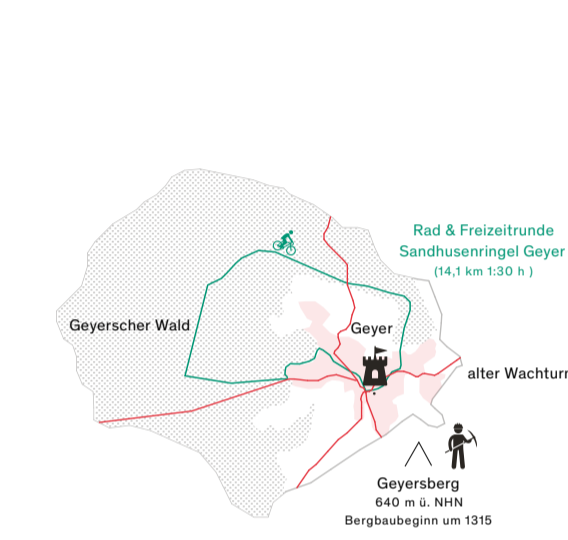 Rad & Freizeitrunde
Sandhusenringel Geyer
(14,1 km 1:30 h )
Geyerscher Wald
Geyer
alter Wachtur
Geyersberg
640 m ü. NHN
Bergbaubeginn um 1315